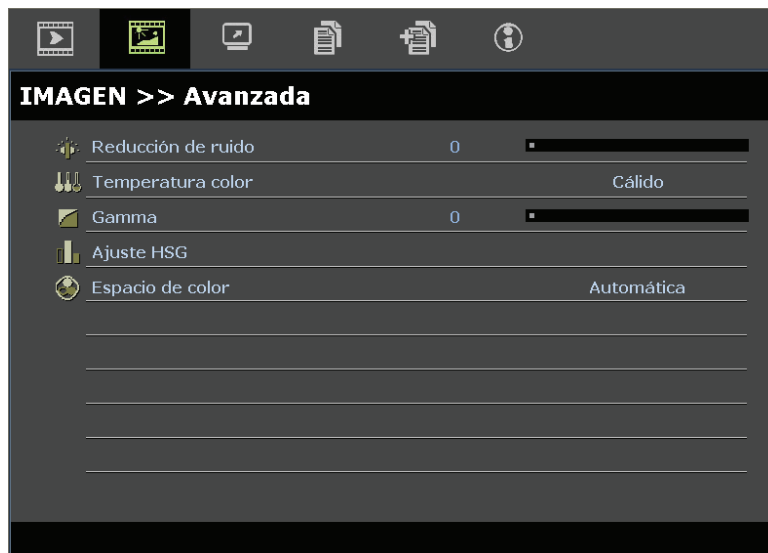 IMAGEN >> Avanzada
Reducción de ruido 0
Temperatura color Cálido
Gamma 0
Ajuste HSG
Espacio de color Automática